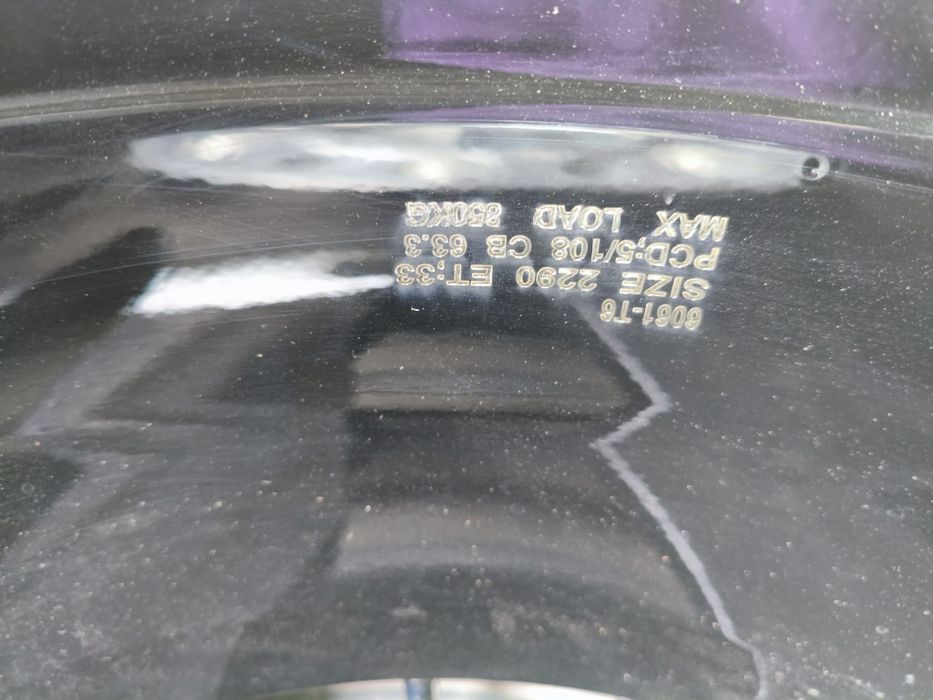 6061-T6
SIZE 2290 ET;33
PCD;5/108 CB 63.3
MAX LOAD 850KG